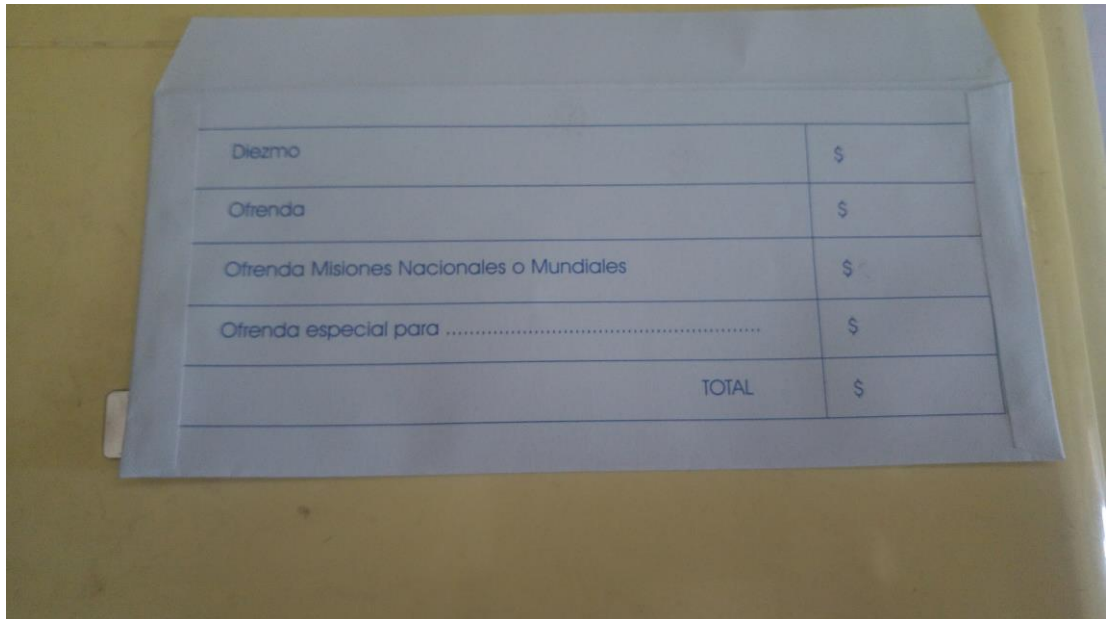 Diezmo $
Ofrenda $
Ofrenda Misiones Nacionales o Mundiales $
Ofrenda especial para ...................................................... $
TOTAL $